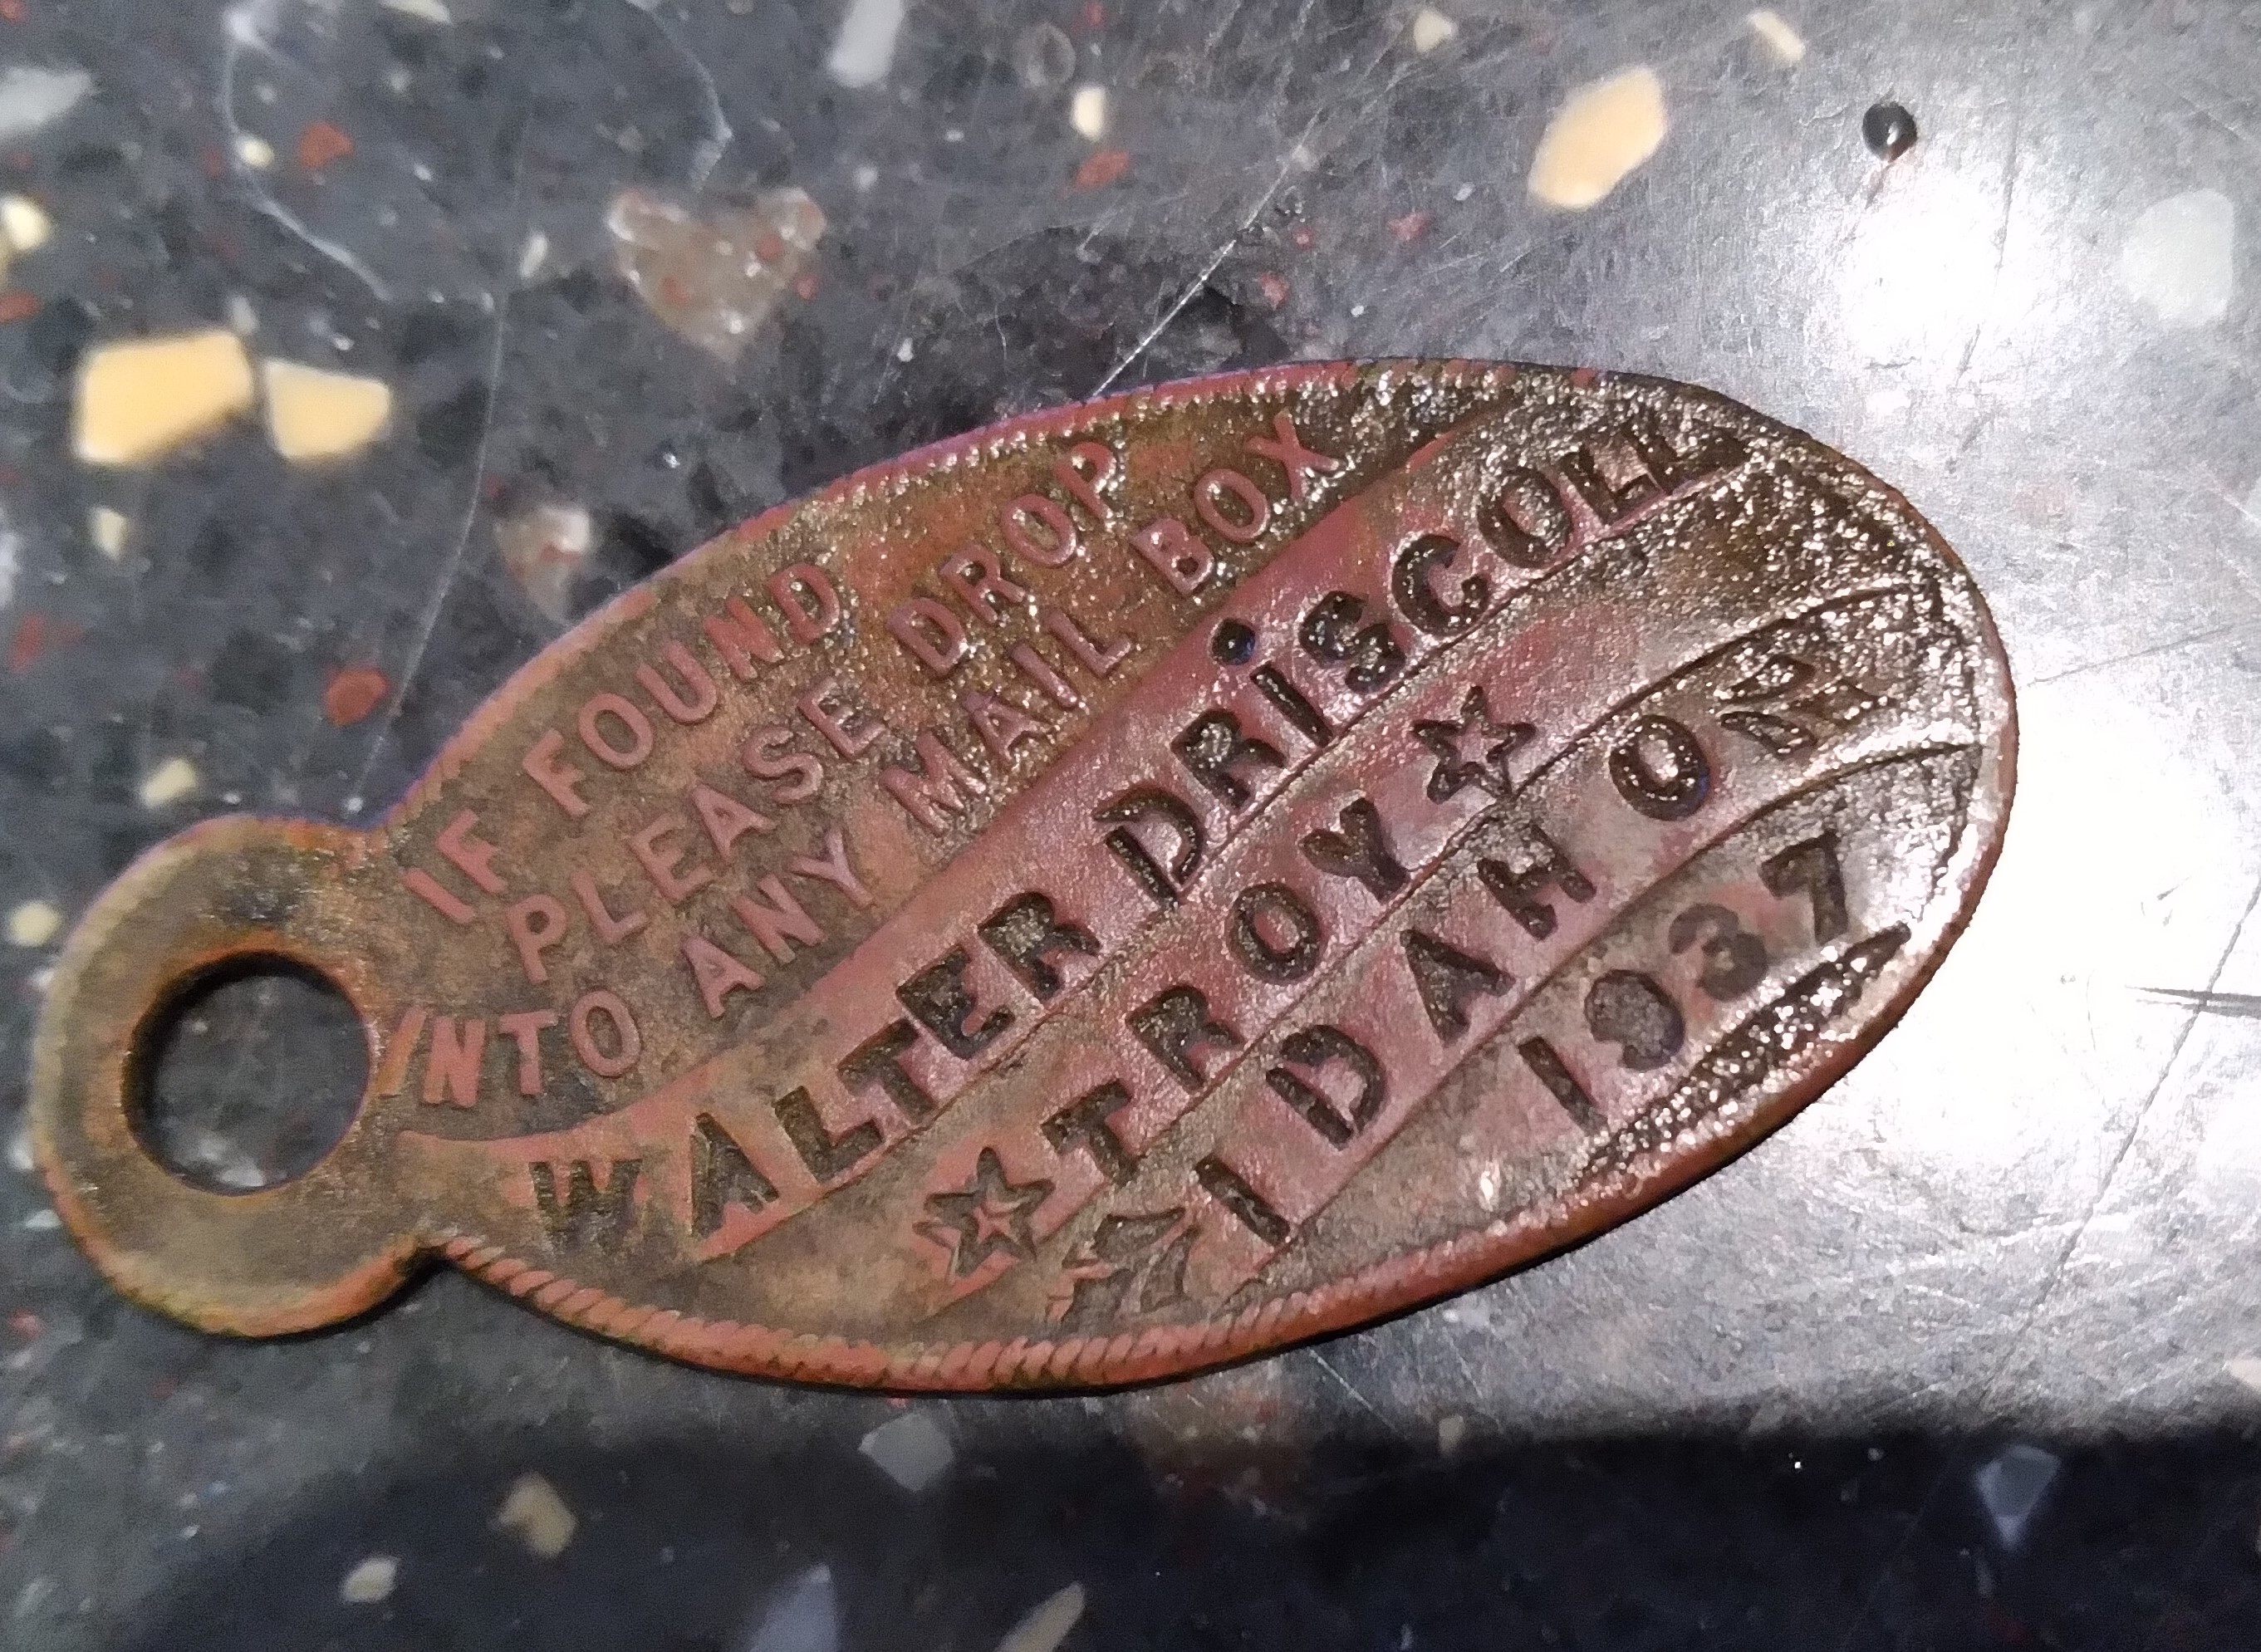 IF FOUND
PLEASE DROP
INTO ANY MAIL BOX
WALTER DRiSCOLL
TROY
IDAHO
1937